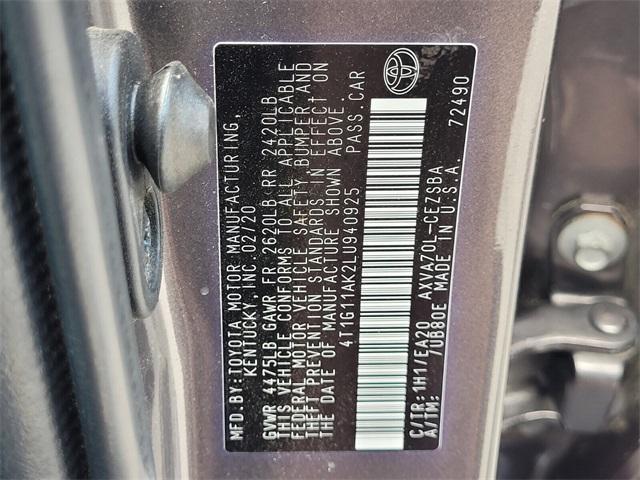 MFD. BY: TOYOTA MOTOR MANUFACTURING,
KENTUCKY, INC. 02/20
GVWR 4475LB GAWR FR 2620LB RR 2420LB
THIS VEHICLE CONFORMS TO ALL APPLICABLE
FEDERAL MOTOR VEHICLE SAFETY, BUMPER AND
THEFT PREVENTION STANDARDS IN EFFECT ON
THE DATE OF MANUFACTURE SHOWN ABOVE.
4T1G11AK2LU940925 PASS. CAR
C/TR: 1H1/EA20 AXVA70L-CEZSBA
A/TM: /UB80E MADE IN U.S.A.
72490